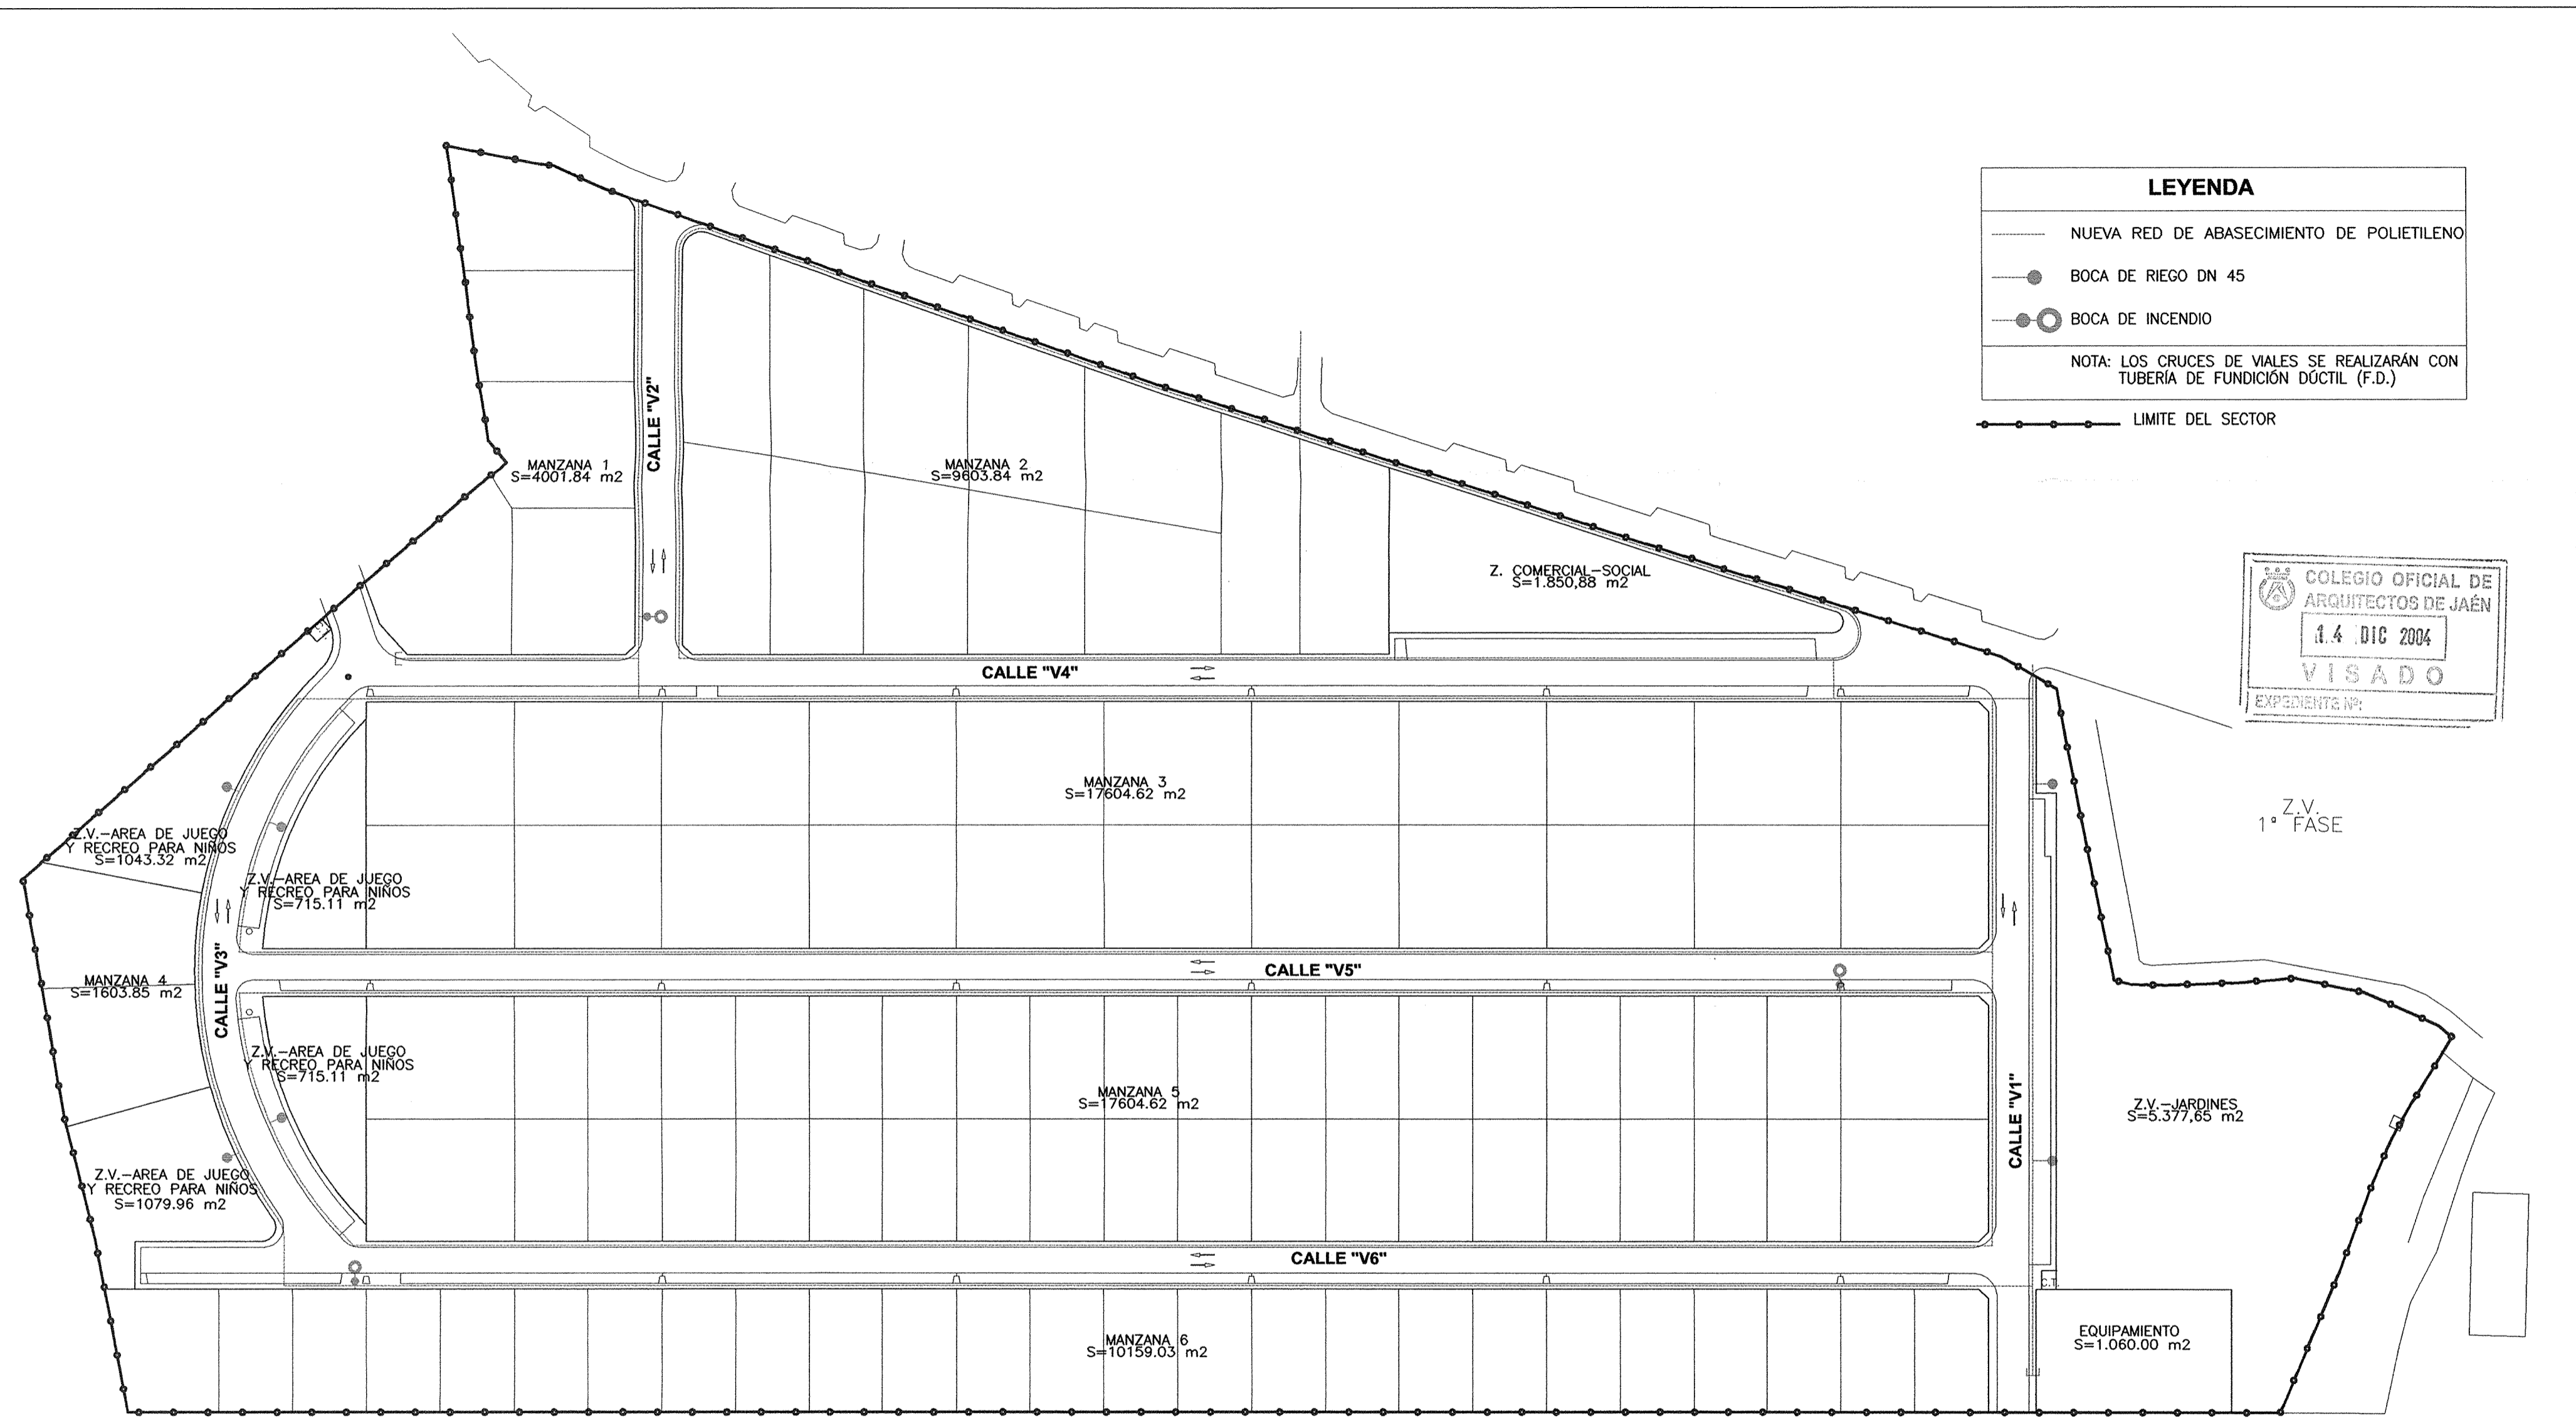 LEYENDA
NUEVA RED DE ABASECIMIENTO DE POLIETILENO
BOCA DE RIEGO DN 45
BOCA DE INCENDIO
NOTA: LOS CRUCES DE VIALES SE REALIZARÁN CON
TUBERÍA DE FUNDICIÓN DÚCTIL (F.D.)
LIMITE DEL SECTOR
CALLE "V2"
MANZANA 1
S=4001.84 m2
MANZANA 2
S=9603.84 m2
Z. COMERCIAL-SOCIAL
S=1.850,88 m2
COLEGIO OFICIAL DE
ARQUITECTOS DE JAÉN
14 DIC 2004
VISADO
EXPEDIENTE Nº:
CALLE "V4"
MANZANA 3
S=17604.62 m2
Z.V.
1ª FASE
Z.V.-AREA DE JUEGO
Y RECREO PARA NIÑOS
S=1043.32 m2
Z.V.-AREA DE JUEGO
Y RECREO PARA NIÑOS
S=715.11 m2
CALLE "V3"
CALLE "V5"
MANZANA 4
S=1603.85 m2
Z.V.-AREA DE JUEGO
Y RECREO PARA NIÑOS
S=715.11 m2
MANZANA 5
S=17604.62 m2
CALLE "V1"
Z.V.-JARDINES
S=5.377,65 m2
Z.V.-AREA DE JUEGO
Y RECREO PARA NIÑOS
S=1079.96 m2
CALLE "V6"
C.T.
MANZANA 6
S=10159.03 m2
EQUIPAMIENTO
S=1.060.00 m2